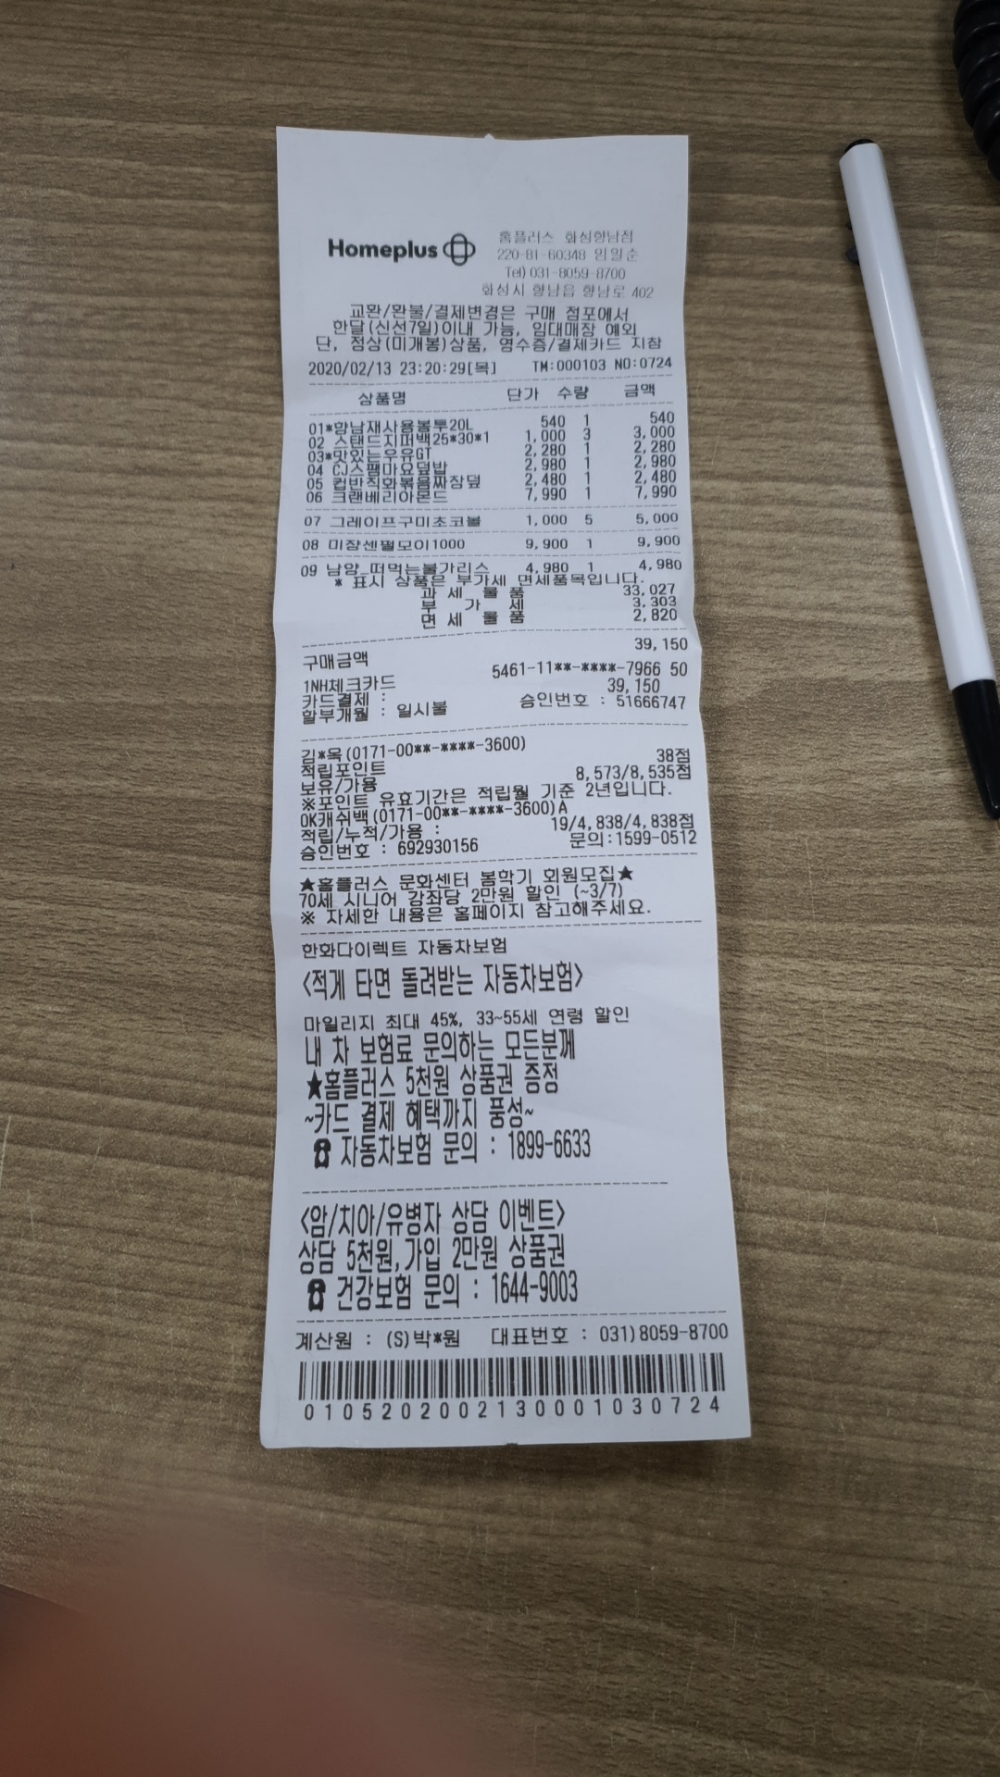 Homeplus
홈플러스 화성향남점
220-81-60348 임일순
Tel) 031-8059-8700
화성시 향남읍 향남로 402
교환/환불/결제변경은 구매 점포에서
한달(신선7일)이내 가능, 임대매장 예외
단, 정상(미개봉)상품, 영수증/결제카드 지참
2020/02/13 23:20:29[목] TM:000103 NO:0724
상품명 단가 수량 금액
01*향남재사용봉투20L 540 1 540
02 스탠드지퍼백25*30*1 1,000 3 3,000
03*맛있는우유GT 2,280 1 2,280
04 CJ스팸마요덮밥 2,980 1 2,980
05 컵반직화볶음짜장덮 2,480 1 2,480
06 크랜베리아몬드 7,990 1 7,990
07 그레이프구미초코볼 1,000 5 5,000
08 미쟝센펄모이1000 9,900 1 9,900
09 남양_떠먹는불가리스 4,980 1 4,980
* 표시 상품은 부가세 면세품목입니다.
과 세 물 품 33,027
부 가 세 3,303
면 세 물 품 2,820
구매금액 39,150
1NH체크카드 5461-11**-****-7966 50
카드결제 : 39,150
할부개월 : 일시불 승인번호 : 51666747
김*옥(0171-00**-****-3600)
적립포인트 38점
보유/가용 8,573/8,535점
※포인트 유효기간은 적립월 기준 2년입니다.
OK캐쉬백(0171-00**-****-3600)A
적립/누적/가용 : 19/4,838/4,838점
승인번호 : 692930156 문의:1599-0512
★홈플러스 문화센터 봄학기 회원모집★
70세 시니어 강좌당 2만원 할인 (~3/7)
※ 자세한 내용은 홈페이지 참고해주세요.
한화다이렉트 자동차보험
<적게 타면 돌려받는 자동차보험>
마일리지 최대 45%, 33~55세 연령 할인
내 차 보험료 문의하는 모든분께
★홈플러스 5천원 상품권 증정
~카드 결제 혜택까지 풍성~
☎ 자동차보험 문의 : 1899-6633
<암/치아/유병자 상담 이벤트>
상담 5천원,가입 2만원 상품권
☎ 건강보험 문의 : 1644-9003
계산원 : (S)박*원 대표번호 : 031)8059-8700
0105202002130001030724